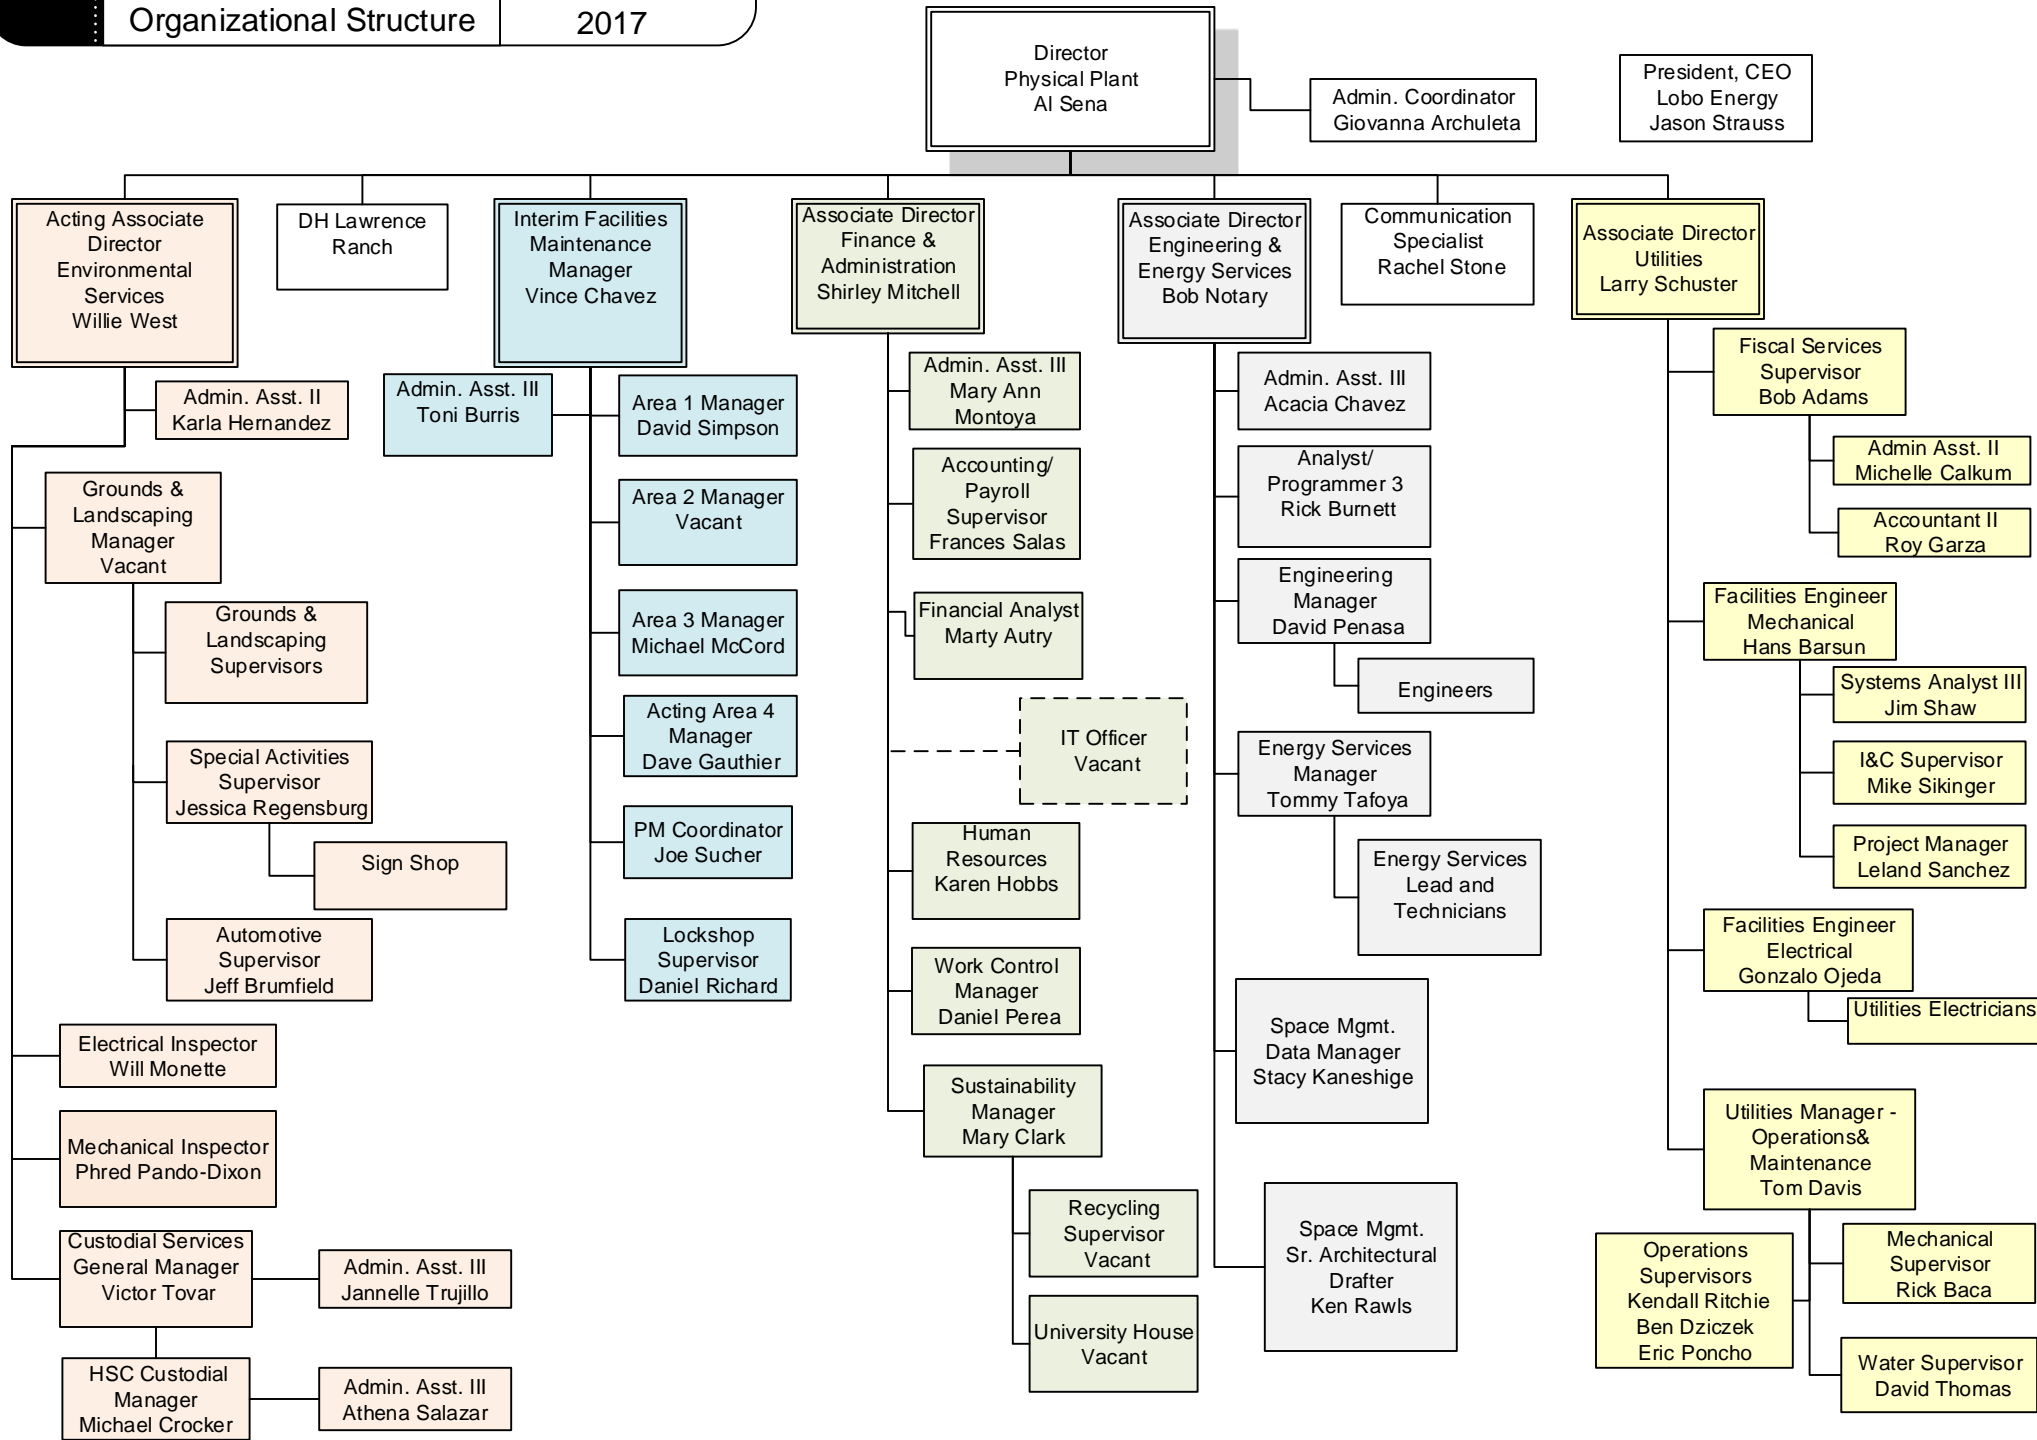 Organizational Structure
2017
Director
Physical Plant
Al Sena
Admin. Coordinator
Giovanna Archuleta
President, CEO
Lobo Energy
Jason Strauss
Acting Associate
Director
Environmental
Services
Willie West
DH Lawrence
Ranch
Interim Facilities
Maintenance
Manager
Vince Chavez
Associate Director
Finance &
Administration
Shirley Mitchell
Associate Director
Engineering &
Energy Services
Bob Notary
Communication
Specialist
Rachel Stone
Associate Director
Utilities
Larry Schuster
Admin. Asst. II
Karla Hernandez
Grounds &
Landscaping
Manager
Vacant
Grounds &
Landscaping
Supervisors
Special Activities
Supervisor
Jessica Regensburg
Sign Shop
Automotive
Supervisor
Jeff Brumfield
Electrical Inspector
Will Monette
Mechanical Inspector
Phred Pando-Dixon
Custodial Services
General Manager
Victor Tovar
Admin. Asst. III
Jannelle Trujillo
HSC Custodial
Manager
Michael Crocker
Admin. Asst. III
Athena Salazar
Admin. Asst. III
Toni Burris
Area 1 Manager
David Simpson
Area 2 Manager
Vacant
Area 3 Manager
Michael McCord
Acting Area 4
Manager
Dave Gauthier
PM Coordinator
Joe Sucher
Lockshop
Supervisor
Daniel Richard
Admin. Asst. III
Mary Ann
Montoya
Accounting/
Payroll
Supervisor
Frances Salas
Financial Analyst
Marty Autry
IT Officer
Vacant
Human
Resources
Karen Hobbs
Work Control
Manager
Daniel Perea
Sustainability
Manager
Mary Clark
Recycling
Supervisor
Vacant
University House
Vacant
Admin. Asst. III
Acacia Chavez
Analyst/
Programmer 3
Rick Burnett
Engineering
Manager
David Penasa
Engineers
Energy Services
Manager
Tommy Tafoya
Energy Services
Lead and
Technicians
Space Mgmt.
Data Manager
Stacy Kaneshige
Space Mgmt.
Sr. Architectural
Drafter
Ken Rawls
Fiscal Services
Supervisor
Bob Adams
Admin Asst. II
Michelle Calkum
Accountant II
Roy Garza
Facilities Engineer
Mechanical
Hans Barsun
Systems Analyst III
Jim Shaw
I&C Supervisor
Mike Sikinger
Project Manager
Leland Sanchez
Facilities Engineer
Electrical
Gonzalo Ojeda
Utilities Electricians
Utilities Manager -
Operations&
Maintenance
Tom Davis
Operations
Supervisors
Kendall Ritchie
Ben Dziczek
Eric Poncho
Mechanical
Supervisor
Rick Baca
Water Supervisor
David Thomas